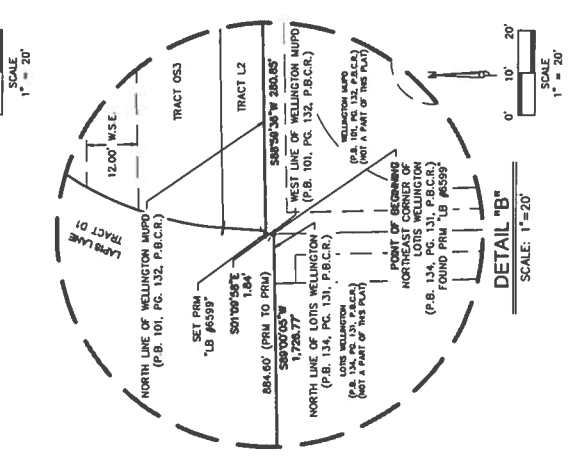 SCALE
1" = 20'
LAPIS LANE
TRACT D1
12.00' W.S.E.
TRACT OS3
TRACT L2
NORTH LINE OF WELLINGTON MUPD
(P.B. 101, PG. 132, P.B.C.R.)
S88°59'36"W 280.85'
WEST LINE OF WELLINGTON MUPD
(P.B. 101, PG. 132, P.B.C.R.)
WELLINGTON MUPD
(P.B. 101, PG. 132, P.B.C.R.)
(NOT A PART OF THIS PLAT)
SET PRM
"LB #6599"
S01°09'58"E
1.84'
884.60' (PRM TO PRM)
S89°00'05"W
1,726.77'
NORTH LINE OF LOTIS WELLINGTON
(P.B. 134, PG. 131, P.B.C.R.)
LOTIS WELLINGTON
(P.B. 134, PG. 131, P.B.C.R.)
(NOT A PART OF THIS PLAT)
POINT OF BEGINNING
NORTHEAST CORNER OF
LOTIS WELLINGTON
(P.B. 134, PG. 131, P.B.C.R.)
FOUND PRM "LB #6599"
N
0' 10' 20'
SCALE
1" = 20'
DETAIL "B"
SCALE: 1"=20'